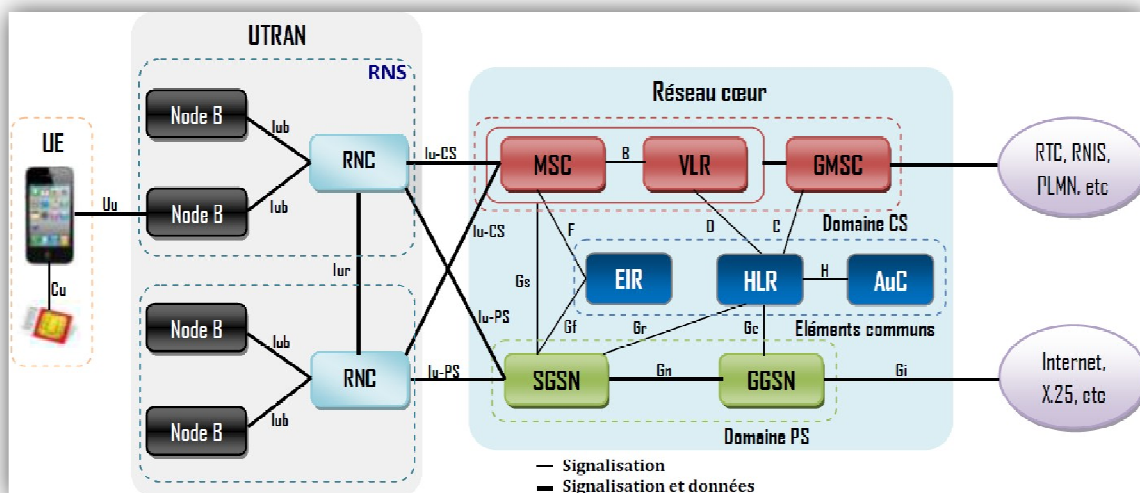 UTRAN
RNS
Node B
Iub
Node B
Iub
RNC
UE
Uu
Cu
Iur
Node B
Iub
Node B
Iub
RNC
Iu-CS
Iu-CS
Iu-PS
Iu-PS
Réseau cœur
MSC
B
VLR
GMSC
Domaine CS
F
D
C
Gs
EIR
HLR
H
AuC
Eléments communs
Gf
Gr
Gc
SGSN
Gn
GGSN
Gi
Domaine PS
RTC, RNIS,
PLMN, etc
Internet,
X.25, etc
Signalisation
Signalisation et données